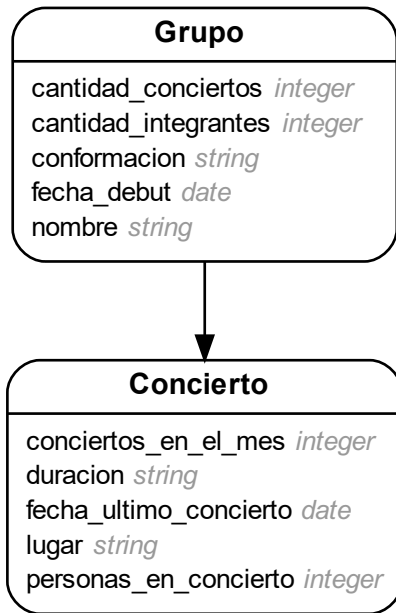 Grupo
cantidad_conciertos integer
cantidad_integrantes integer
conformacion string
fecha_debut date
nombre string
Concierto
conciertos_en_el_mes integer
duracion string
fecha_ultimo_concierto date
lugar string
personas_en_concierto integer